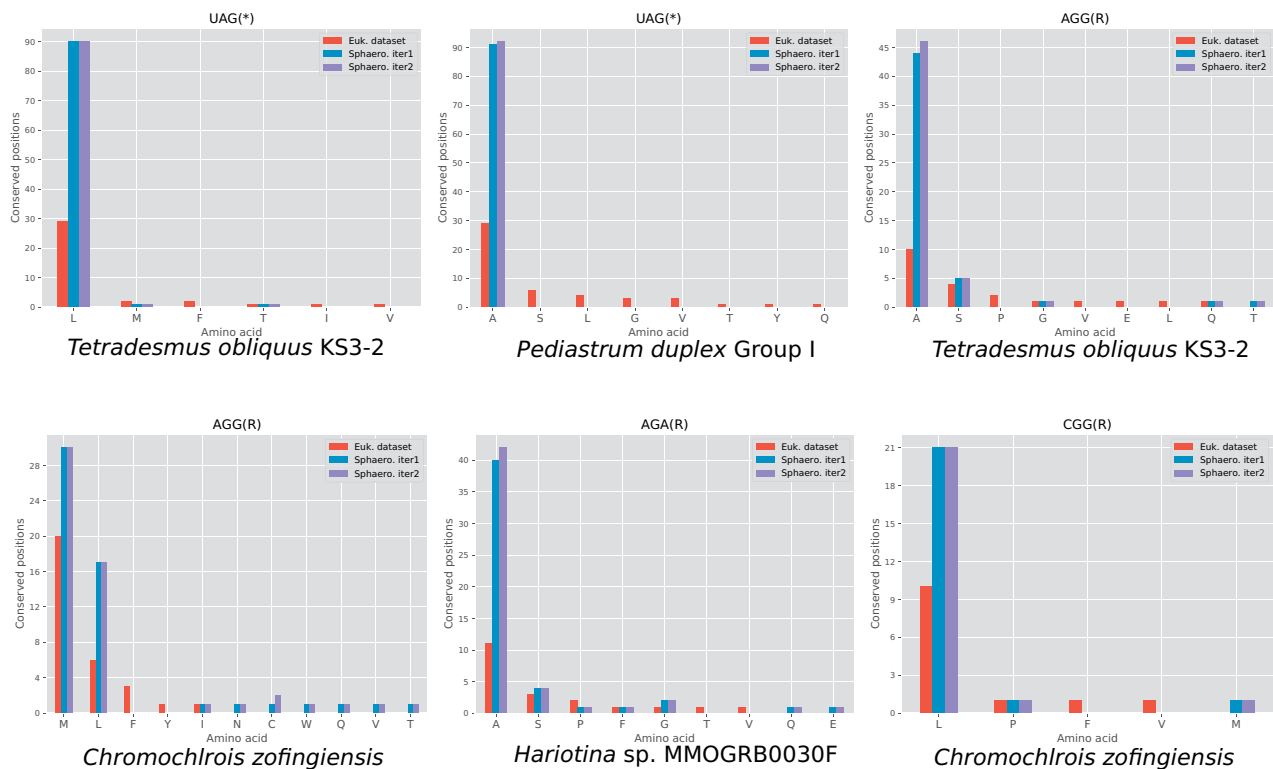 UAG(*)
Conserved positions
90
80
70
60
50
40
30
20
10
0
Euk. dataset
Sphaero. iter1
Sphaero. iter2
L M F T I V
Amino acid
Tetradesmus obliquus KS3-2
UAG(*)
Conserved positions
90
80
70
60
50
40
30
20
10
0
Euk. dataset
Sphaero. iter1
Sphaero. iter2
A S L G V T Y Q
Amino acid
Pediastrum duplex Group I
AGG(R)
Conserved positions
45
40
35
30
25
20
15
10
5
0
Euk. dataset
Sphaero. iter1
Sphaero. iter2
A S P G V E L Q T
Amino acid
Tetradesmus obliquus KS3-2
AGG(R)
Conserved positions
28
24
20
16
12
8
4
0
Euk. dataset
Sphaero. iter1
Sphaero. iter2
M L F Y I N C W Q V T
Amino acid
Chromochlrois zofingiensis
AGA(R)
Conserved positions
40
35
30
25
20
15
10
5
0
Euk. dataset
Sphaero. iter1
Sphaero. iter2
A S P F G T V Q E
Amino acid
Hariotina sp. MMOGRB0030F
CGG(R)
Conserved positions
21
18
15
12
9
6
3
0
Euk. dataset
Sphaero. iter1
Sphaero. iter2
L P F V M
Amino acid
Chromochlrois zofingiensis